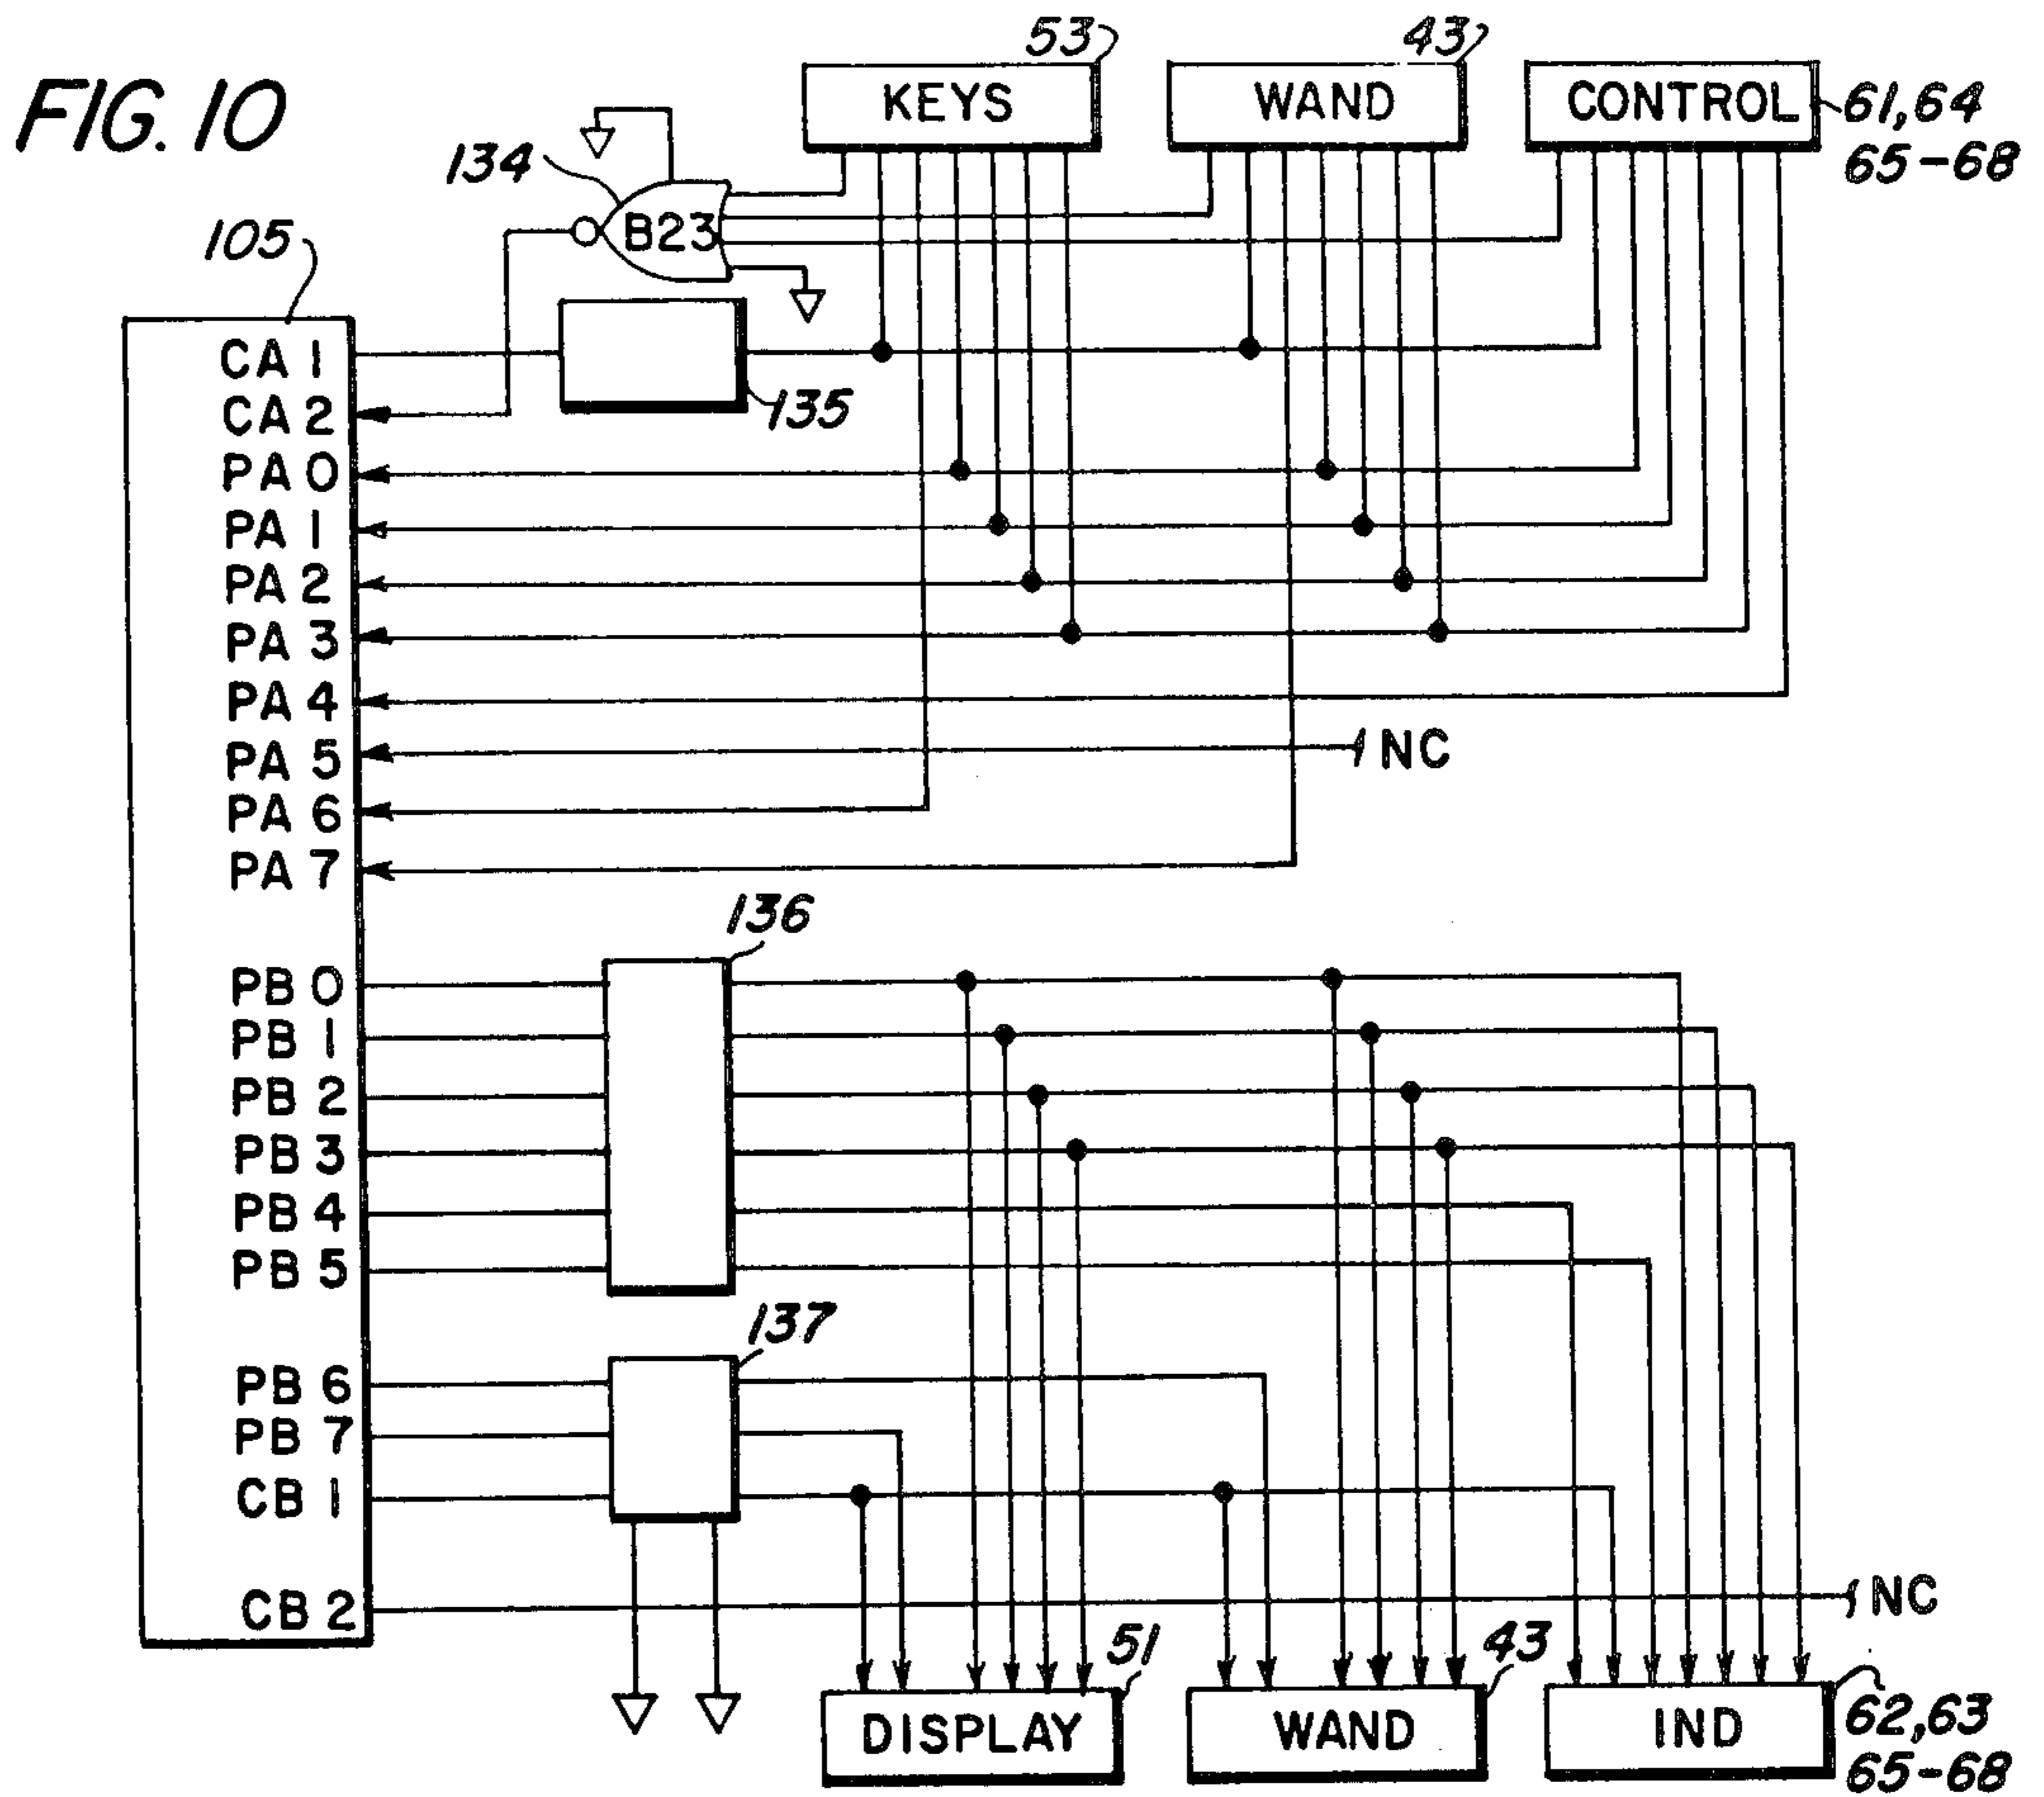 FIG. 10
53
43
KEYS
WAND
CONTROL
61,64
65-68
134
B23
105
135
CA 1
CA 2
PA 0
PA 1
PA 2
PA 3
PA 4
PA 5
NC
PA 6
PA 7
136
PB 0
PB 1
PB 2
PB 3
PB 4
PB 5
137
PB 6
PB 7
CB 1
CB 2
NC
51
43
DISPLAY
WAND
IND
62,63
65-68